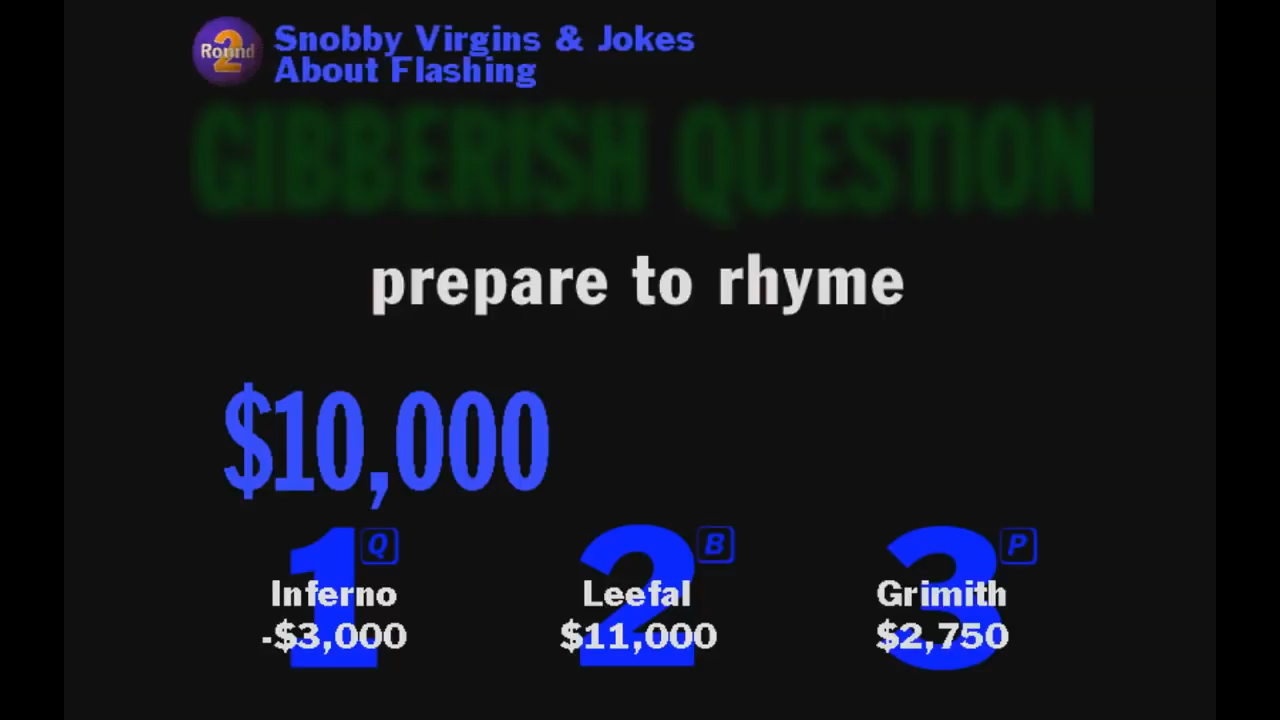 Round 2
Snobby Virgins & Jokes
About Flashing
GIBBERISH QUESTION
prepare to rhyme
$10,000
1 Q 2 B 3 P
Inferno Leefal Grimith
-$3,000 $11,000 $2,750